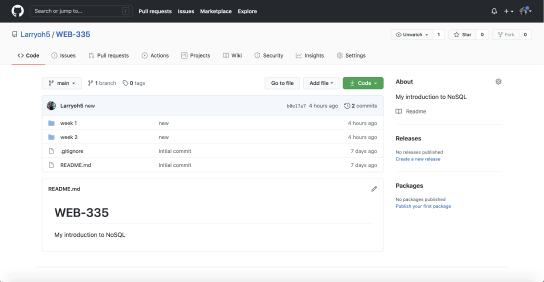 Search or jump to... /
Pull requests Issues Marketplace Explore
Larryoh5 / WEB-335
Unwatch 1 Star 0 Fork 0
Code Issues Pull requests Actions Projects Wiki Security Insights Settings
main 1 branch 0 tags
Go to file Add file Code
Larryoh5 new 4 hours ago 2 commits
week 1 new 4 hours ago
week 2 new 4 hours ago
.gitignore Initial commit 7 days ago
README.md Initial commit 7 days ago
README.md
WEB-335
My introduction to NoSQL
About
My introduction to NoSQL
Readme
Releases
No releases published
Create a new release
Packages
No packages published
Publish your first package